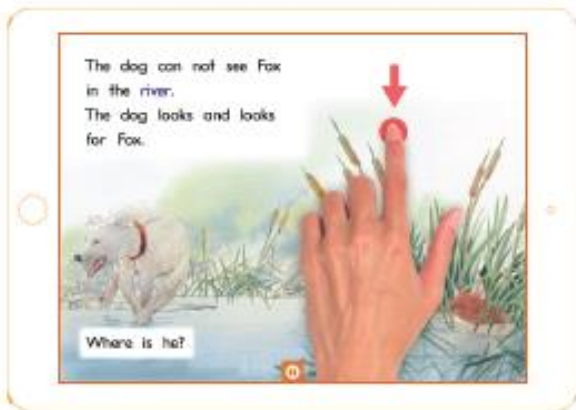 The dog can not see Fox
in the river.
The dog looks and looks
for Fox.
Where is he?